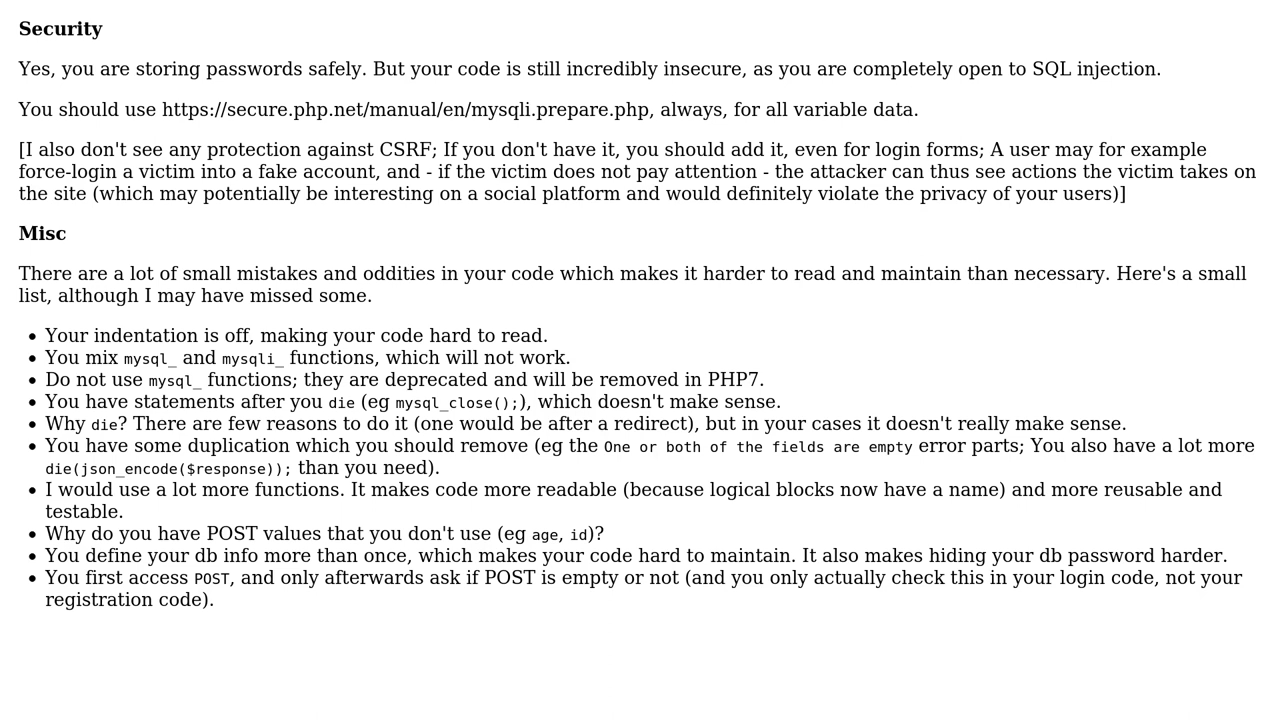 Security
Yes, you are storing passwords safely. But your code is still incredibly insecure, as you are completely open to SQL injection.
You should use https://secure.php.net/manual/en/mysqli.prepare.php, always, for all variable data.
[I also don't see any protection against CSRF; If you don't have it, you should add it, even for login forms; A user may for example
force-login a victim into a fake account, and - if the victim does not pay attention - the attacker can thus see actions the victim takes on
the site (which may potentially be interesting on a social platform and would definitely violate the privacy of your users)]
Misc
There are a lot of small mistakes and oddities in your code which makes it harder to read and maintain than necessary. Here's a small
list, although I may have missed some.
• Your indentation is off, making your code hard to read.
• You mix mysql_ and mysqli_ functions, which will not work.
• Do not use mysql_ functions; they are deprecated and will be removed in PHP7.
• You have statements after you die (eg mysql_close();), which doesn't make sense.
• Why die? There are few reasons to do it (one would be after a redirect), but in your cases it doesn't really make sense.
• You have some duplication which you should remove (eg the One or both of the fields are empty error parts; You also have a lot more
die(json_encode($response)); than you need).
• I would use a lot more functions. It makes code more readable (because logical blocks now have a name) and more reusable and
testable.
• Why do you have POST values that you don't use (eg age, id)?
• You define your db info more than once, which makes your code hard to maintain. It also makes hiding your db password harder.
• You first access POST, and only afterwards ask if POST is empty or not (and you only actually check this in your login code, not your
registration code).